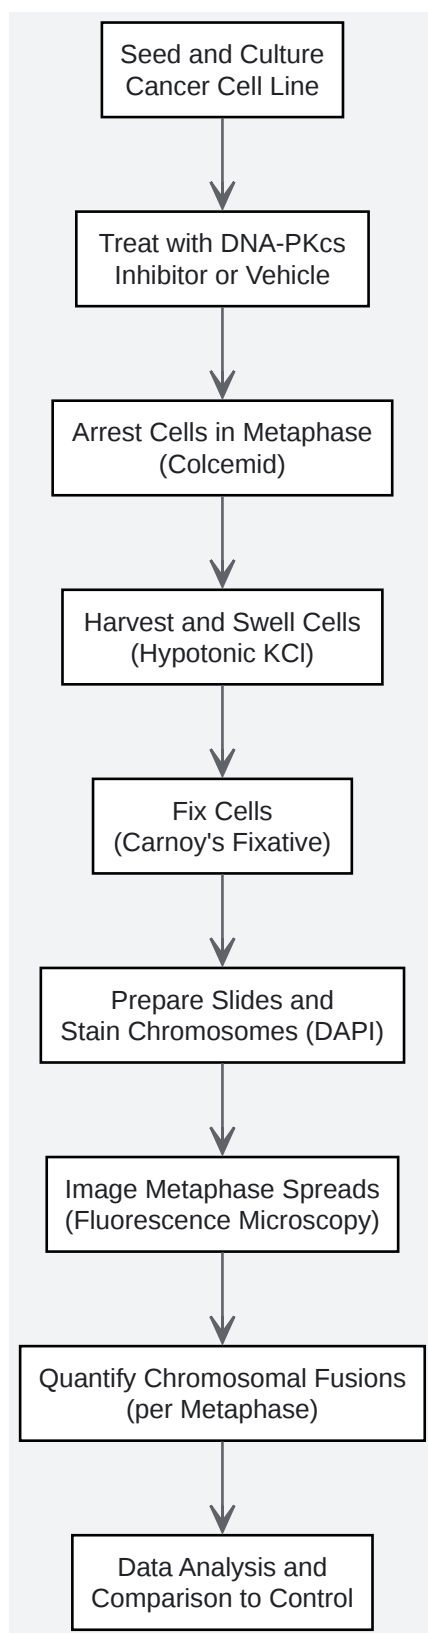 Seed and Culture
Cancer Cell Line
Treat with DNA-PKcs
Inhibitor or Vehicle
Arrest Cells in Metaphase
(Colcemid)
Harvest and Swell Cells
(Hypotonic KCl)
Fix Cells
(Carnoy's Fixative)
Prepare Slides and
Stain Chromosomes (DAPI)
Image Metaphase Spreads
(Fluorescence Microscopy)
Quantify Chromosomal Fusions
(per Metaphase)
Data Analysis and
Comparison to Control